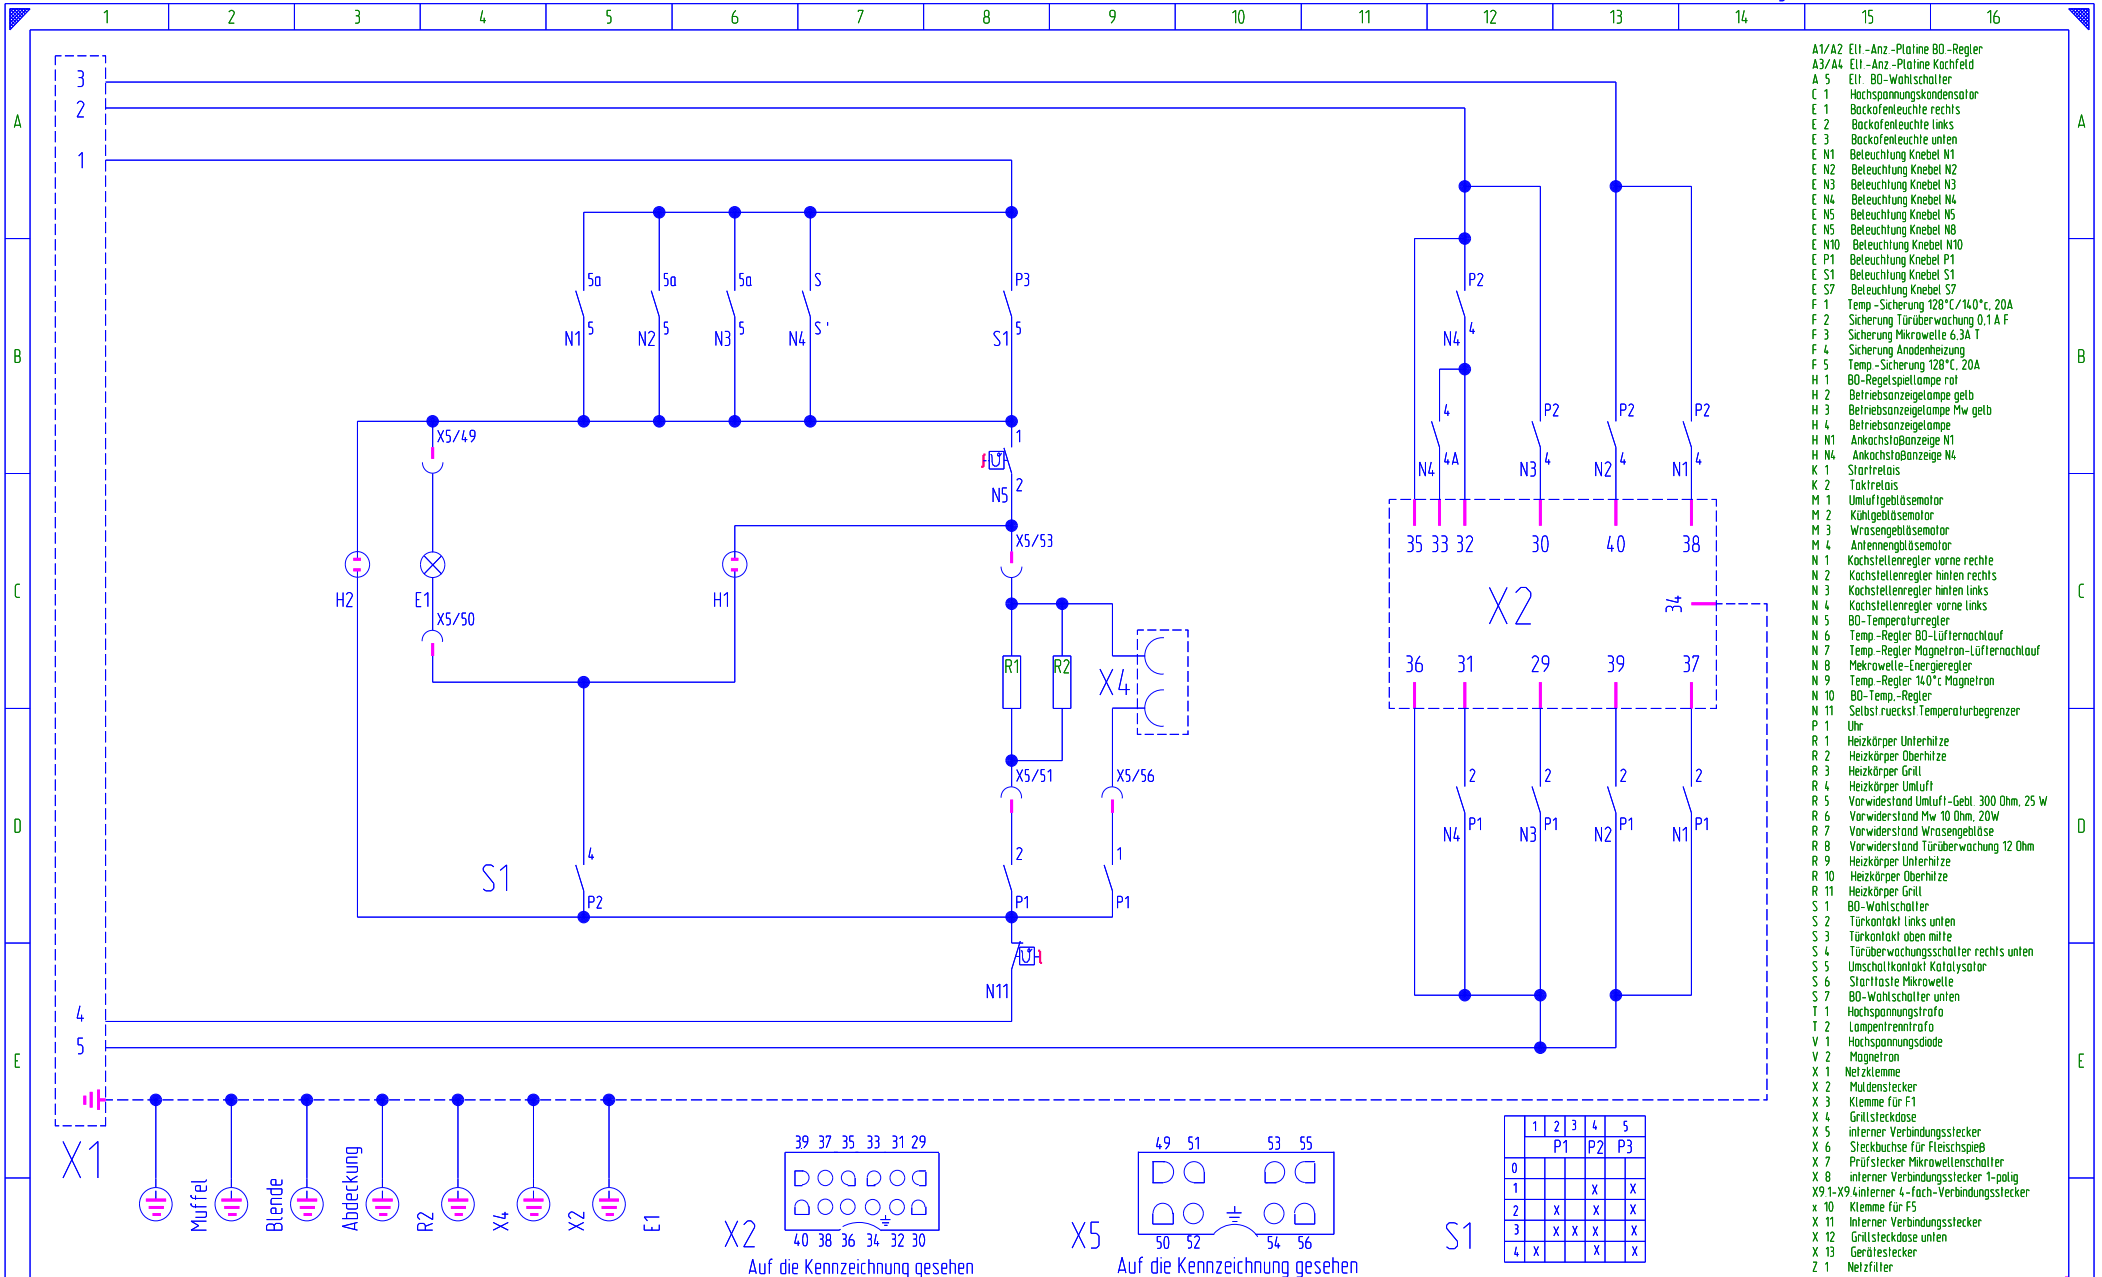 1 2 3 4 5 6 7 8 9 10 11 12 13 14 15 16
A
B
C
D
E
A
B
C
D
E
3
2
1
4
5
X1
5a 5a 5a S P3
5 5 5 S' 5
N1 N2 N3 N4 S1
X5/49
1
2
N5
X5/53
H2 E1 H1
X5/50
R1 R2
X4
X5/51 X5/56
4 2 1
S1
P2 P1 P1
N11
P2
4
N4
4 P2 P2 P2
4A 4 4 4
N4 N3 N2 N1
35 33 32 30 40 38
X2
34
36 31 29 39 37
2 2 2 2
P1 P1 P1 P1
N4 N3 N2 N1
Muffel
Blende
Abdeckung
R2
X4
X2
E1
39 37 35 33 31 29
X2
40 38 36 34 32 30
Auf die Kennzeichnung gesehen
49 51 53 55
X5
50 52 54 56
Auf die Kennzeichnung gesehen
S1
1 2 3 4 5
P1 P2 P3
0
1 X X
2 X X X
3 X X X X
4 X X X
A1/A2 Elt.-Anz.-Platine BO.-Regler
A3/A4 Elt.-Anz.-Platine Kochfeld
A 5 Elt. BO-Wahlschalter
C 1 Hochspannungskondensator
E 1 Backofenleuchte rechts
E 2 Backofenleuchte links
E 3 Backofenleuchte unten
E N1 Beleuchtung Knebel N1
E N2 Beleuchtung Knebel N2
E N3 Beleuchtung Knebel N3
E N4 Beleuchtung Knebel N4
E N5 Beleuchtung Knebel N5
E N5 Beleuchtung Knebel N8
E N10 Beleuchtung Knebel N10
E P1 Beleuchtung Knebel P1
E S1 Beleuchtung Knebel S1
E S7 Beleuchtung Knebel S7
F 1 Temp.-Sicherung 128°C/140°c, 20A
F 2 Sicherung Türüberwachung 0,1 A F
F 3 Sicherung Mikrowelle 6,3A T
F 4 Sicherung Anodenheizung
F 5 Temp.-Sicherung 128°C, 20A
H 1 BO-Regelspiellampe rot
H 2 Betriebsanzeigelampe gelb
H 3 Betriebsanzeigelampe Mw gelb
H 4 Betriebsanzeigelampe
H N1 Ankochstoßanzeige N1
H N4 Ankochstoßanzeige N4
K 1 Startrelais
K 2 Taktrelais
M 1 Umluftgebläsemotor
M 2 Kühlgebläsemotor
M 3 Wrasengebläsemotor
M 4 Antennengbläsemotor
N 1 Kochstellenregler vorne rechte
N 2 Kochstellenregler hinten rechts
N 3 Kochstellenregler hinten links
N 4 Kochstellenregler vorne links
N 5 BO-Temperaturregler
N 6 Temp.-Regler BO-Lüfternachlauf
N 7 Temp.-Regler Magnetron-Lüfternachlauf
N 8 Mekrowelle-Energieregler
N 9 Temp.-Regler 140°c Magnetron
N 10 BO-Temp.-Regler
N 11 Selbst rueckst Temperaturbegrenzer
P 1 Uhr
R 1 Heizkörper Unterhitze
R 2 Heizkörper Oberhitze
R 3 Heizkörper Grill
R 4 Heizkörper Umluft
R 5 Vorwidestand Umluft-Gebl. 300 Ohm, 25 W
R 6 Vorwiderstand Mw 10 Ohm, 20W
R 7 Vorwiderstand Wrasengebläse
R 8 Vorwiderstand Türüberwachung 12 Ohm
R 9 Heizkörper Unterhitze
R 10 Heizkörper Oberhitze
R 11 Heizkörper Grill
S 1 BO-Wahlschalter
S 2 Türkontakt links unten
S 3 Türkontakt oben mitte
S 4 Türüberwachungsschalter rechts unten
S 5 Umschaltkontakt Katalysator
S 6 Starttaste Mikrowelle
S 7 BO-Wahlschalter unten
T 1 Hochspannungstrafo
T 2 Lampentrenntrafo
V 1 Hochspannungsdiode
V 2 Magnetron
X 1 Netzklemme
X 2 Muldenstecker
X 3 Klemme für F1
X 4 Grillsteckdose
X 5 interner Verbindungsstecker
X 6 Steckbuchse für Fleischspieß
X 7 Prüfstecker Mikrowellenschalter
X 8 interner Verbindungsstecker 1-polig
X9.1-X9.4interner 4-fach-Verbindungsstecker
x 10 Klemme für F5
X 11 Interner Verbindungsstecker
X 12 Grillsteckdose unten
X 13 Gerätestecker
Z 1 Netzfilter